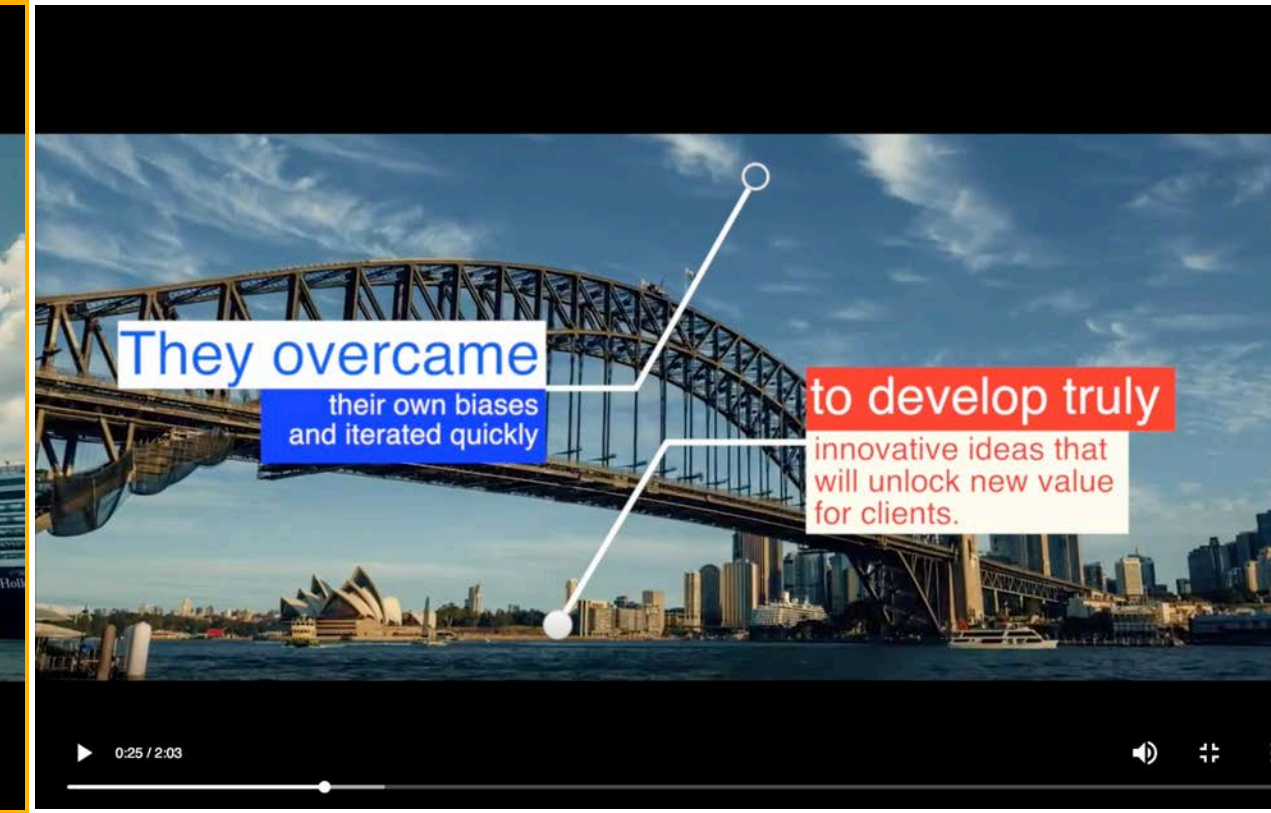 They overcame
their own biases
and iterated quickly
to develop truly
innovative ideas that
will unlock new value
for clients.
0:25 / 2:03